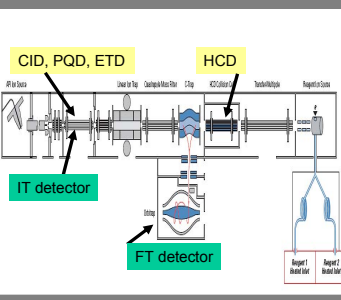 CID, PQD, ETD
HCD
API Ion Source
Linear Ion Trap
Quadrupole Mass Filter
C-Trap
HCD Collision Cell
Transfer Multipole
Reagent Ion Source
IT detector
Orbitrap
FT detector
Reagent 1
Heated Inlet
Reagent 2
Heated Inlet